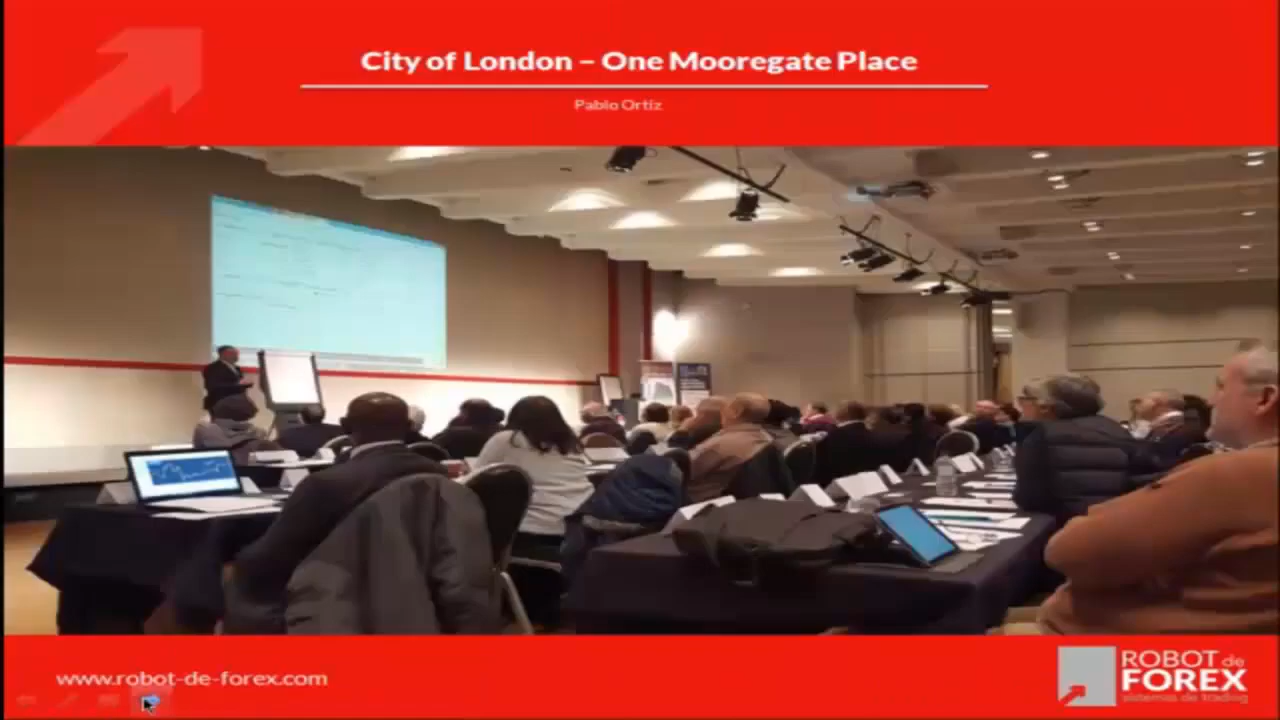 City of London – One Mooregate Place
Pablo Ortiz
www.robot-de-forex.com
ROBOT de
FOREX
sistemas de trading